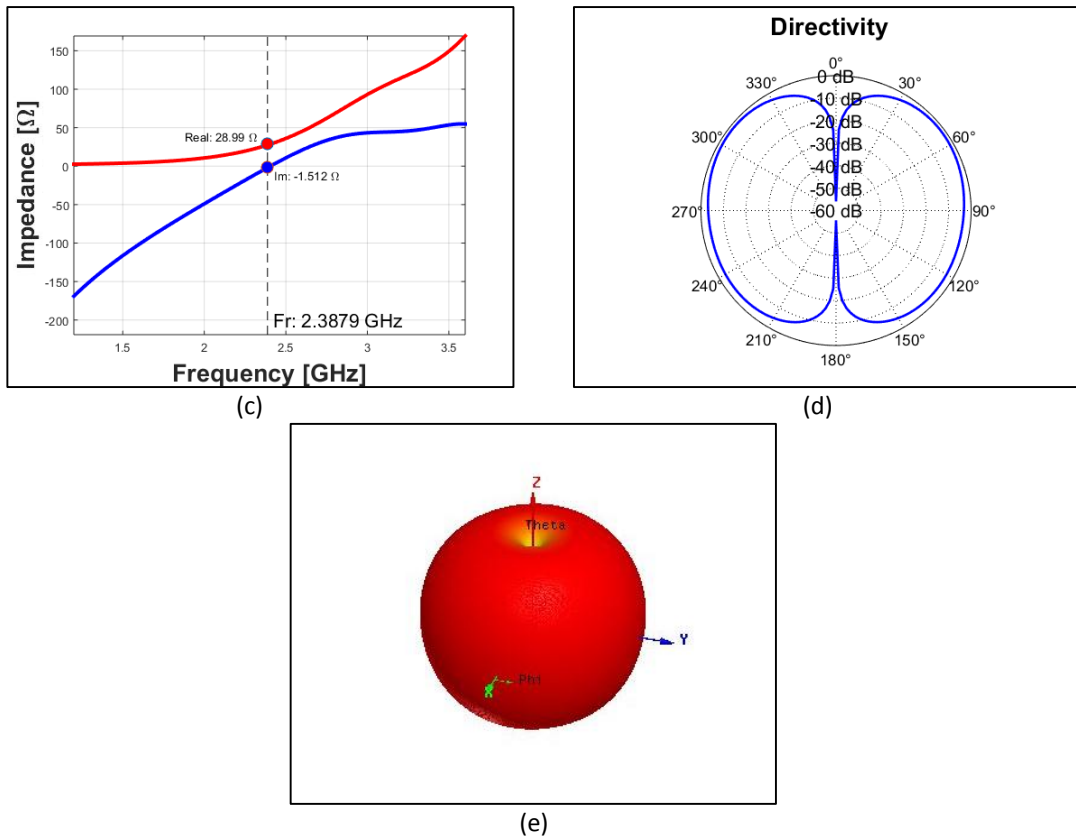 150
100
50
0
-50
-100
-150
-200
Impedance [Ω]
Real: 28.99 Ω
Im: -1.512 Ω
Fr: 2.3879 GHz
1.5
2
2.5
3
3.5
Frequency [GHz]
(c)
Directivity
0°
30°
60°
90°
120°
150°
180°
210°
240°
270°
300°
330°
0 dB
-10 dB
-20 dB
-30 dB
-40 dB
-50 dB
-60 dB
(d)
Z
Theta
Y
Phi
(e)